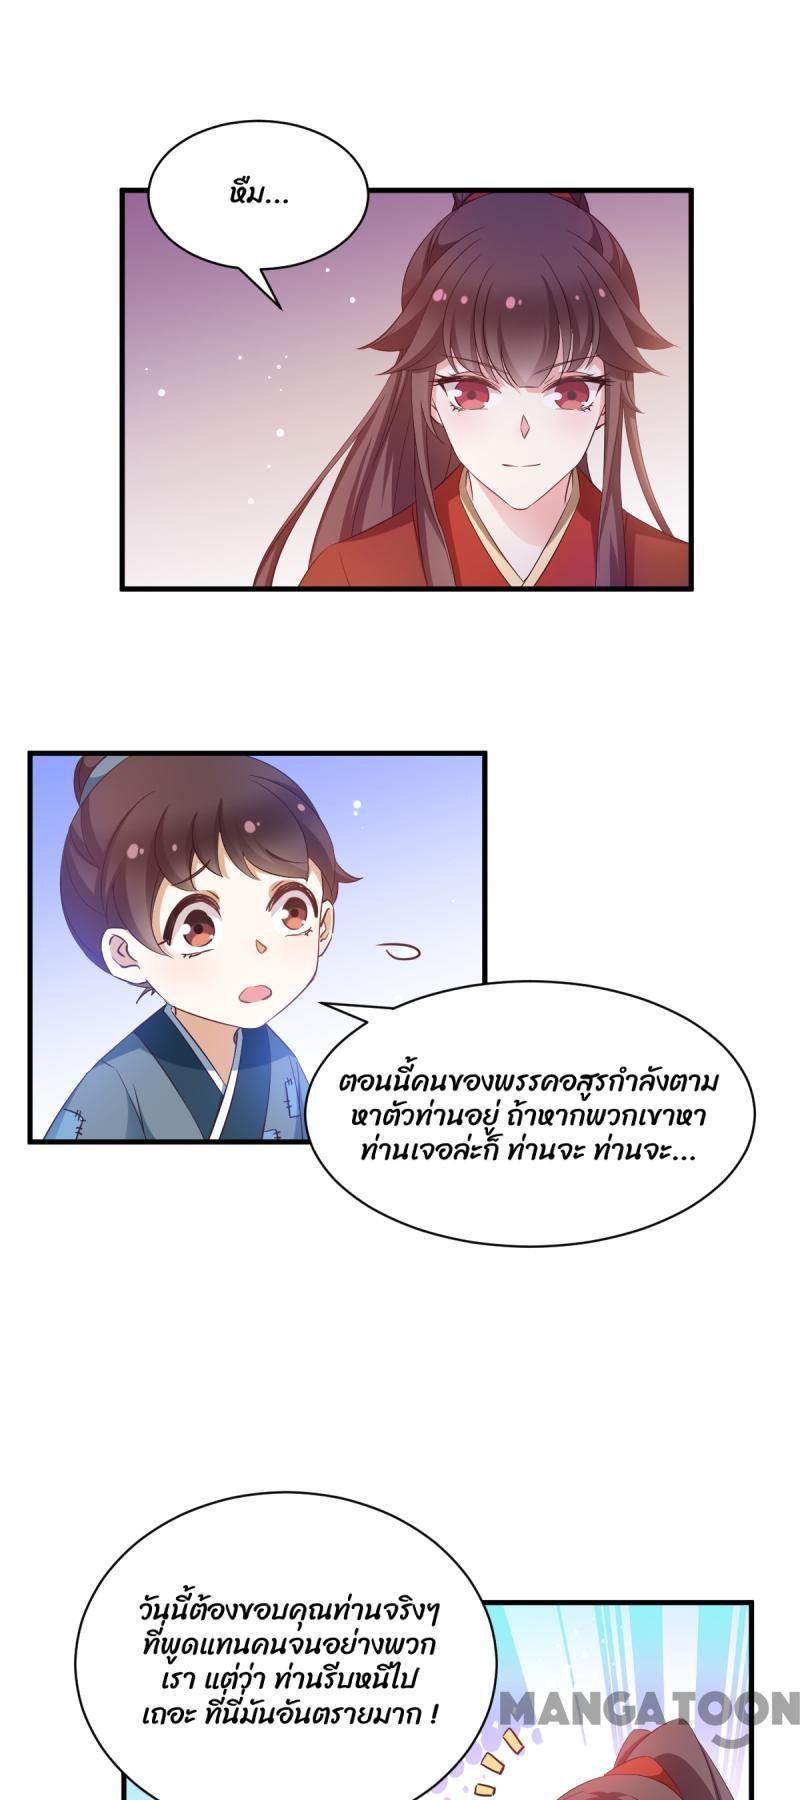 หืม...
ตอนนี้คนของพรรคอสูรกำลังตาม
หาตัวท่านอยู่ ถ้าหากพวกเขาหา
ท่านเจอล่ะก็ ท่านจะ ท่านจะ...
วันนี้ต้องขอบคุณท่านจริงๆ
ที่พูดแทนคนจนอย่างพวก
เรา แต่ว่า ท่านรีบหนีไป
เถอะ ที่นี่มันอันตรายมาก !
MANGATOON